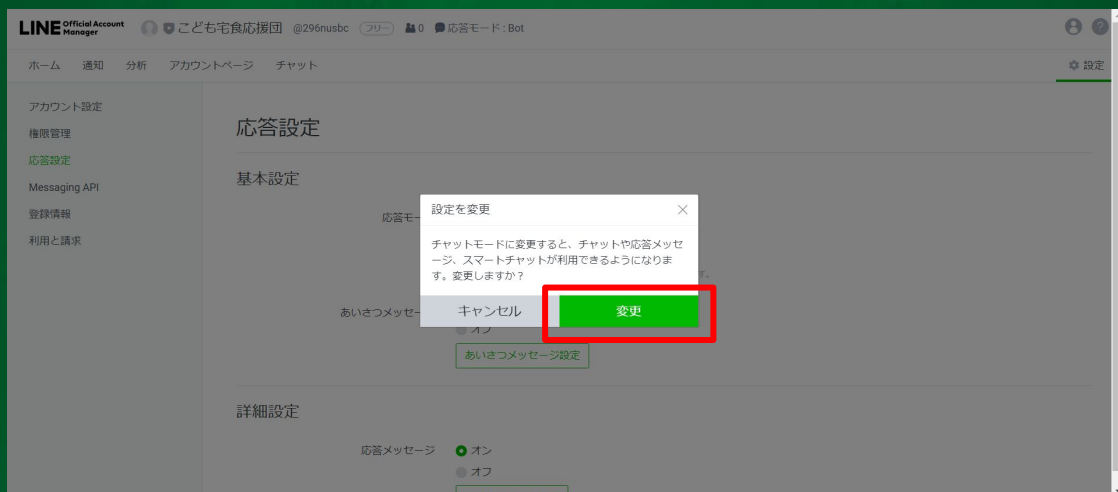 LINE Official Account Manager こども宅食応援団 @296nusbc フリー 0 応答モード : Bot
ホーム 通知 分析 アカウントページ チャット 設定
アカウント設定
権限管理
応答設定
Messaging API
登録情報
利用と請求
応答設定
基本設定
応答モー
設定を変更
チャットモードに変更すると、チャットや応答メッセ
ージ、スマートチャットが利用できるようになりま
す。変更しますか？
す。
キャンセル 変更
あいさつメッセー
オフ
あいさつメッセージ設定
詳細設定
応答メッセージ オン
オフ